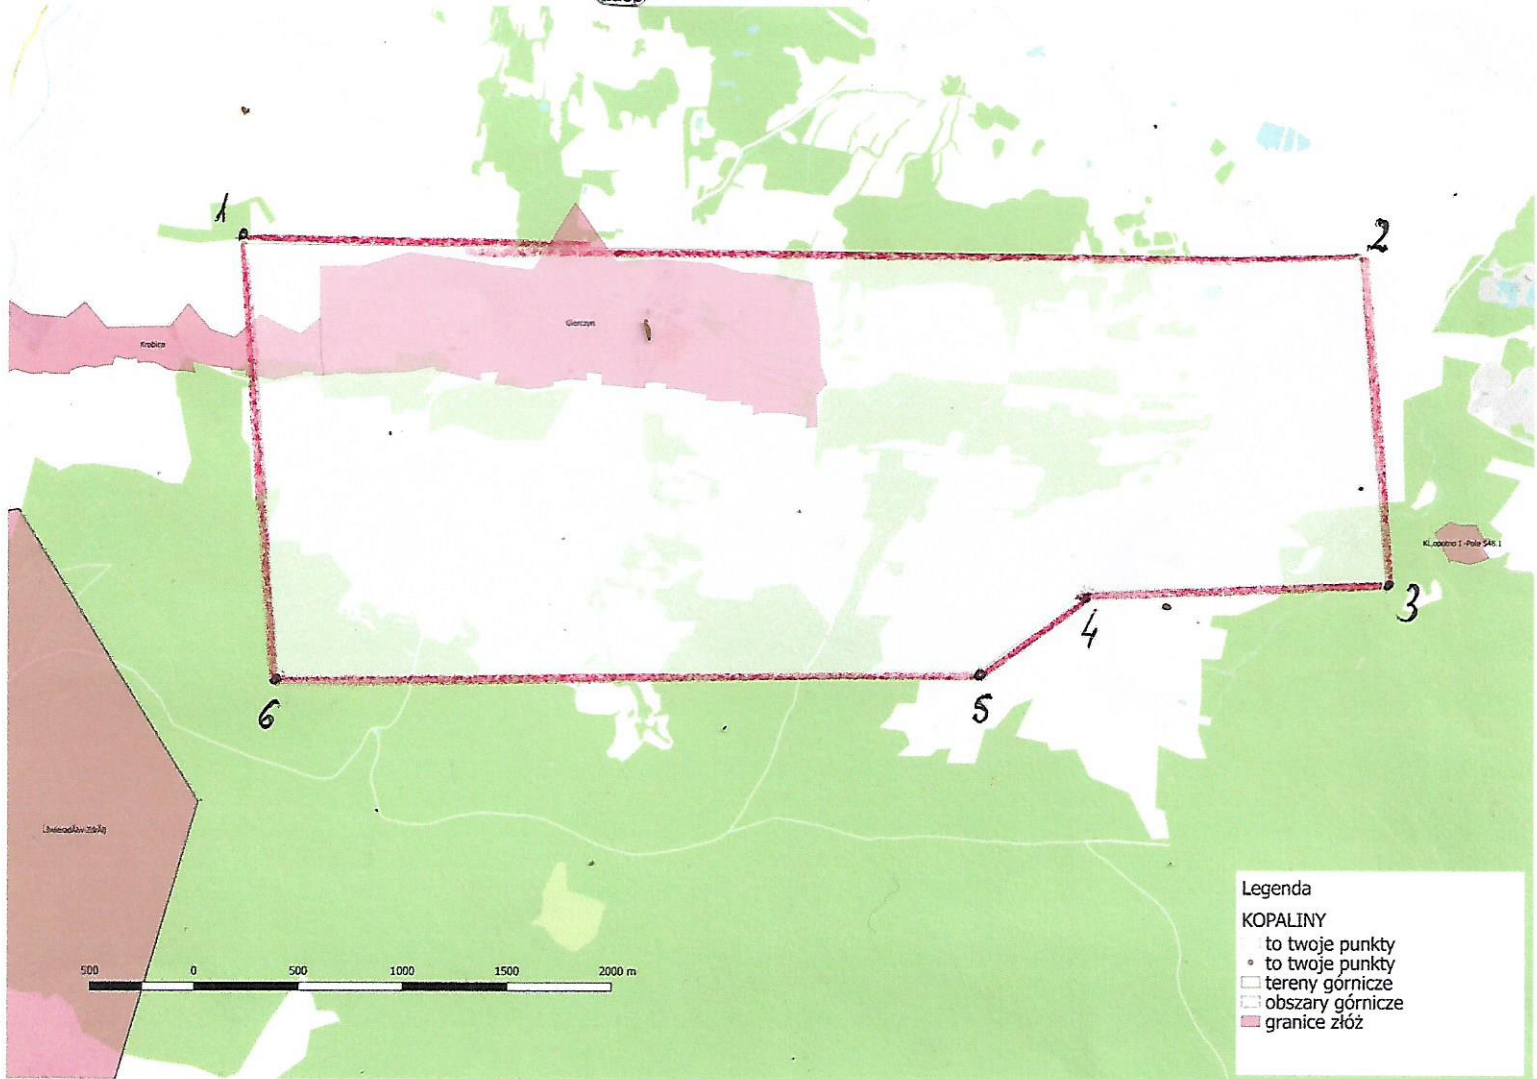 1
2
Gierczyn
Krobica
3
4
5
6
500 0 500 1000 1500 2000 m
Legenda
KOPALINY
to twoje punkty
to twoje punkty
tereny górnicze
obszary górnicze
granice złóż